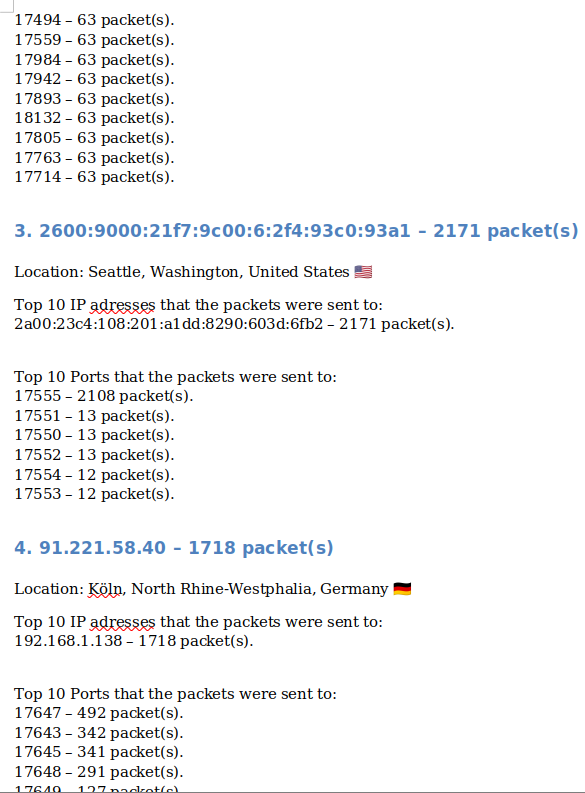 17494 – 63 packet(s).
17559 – 63 packet(s).
17984 – 63 packet(s).
17942 – 63 packet(s).
17893 – 63 packet(s).
18132 – 63 packet(s).
17805 – 63 packet(s).
17763 – 63 packet(s).
17714 – 63 packet(s).
3. 2600:9000:21f7:9c00:6:2f4:93c0:93a1 – 2171 packet(s)
Location: Seattle, Washington, United States 🇺🇸
Top 10 IP adresses that the packets were sent to:
2a00:23c4:108:201:a1dd:8290:603d:6fb2 – 2171 packet(s).
Top 10 Ports that the packets were sent to:
17555 – 2108 packet(s).
17551 – 13 packet(s).
17550 – 13 packet(s).
17552 – 13 packet(s).
17554 – 12 packet(s).
17553 – 12 packet(s).
4. 91.221.58.40 – 1718 packet(s)
Location: Köln, North Rhine-Westphalia, Germany 🇩🇪
Top 10 IP adresses that the packets were sent to:
192.168.1.138 – 1718 packet(s).
Top 10 Ports that the packets were sent to:
17647 – 492 packet(s).
17643 – 342 packet(s).
17645 – 341 packet(s).
17648 – 291 packet(s).
17649 – 127 packet(s).